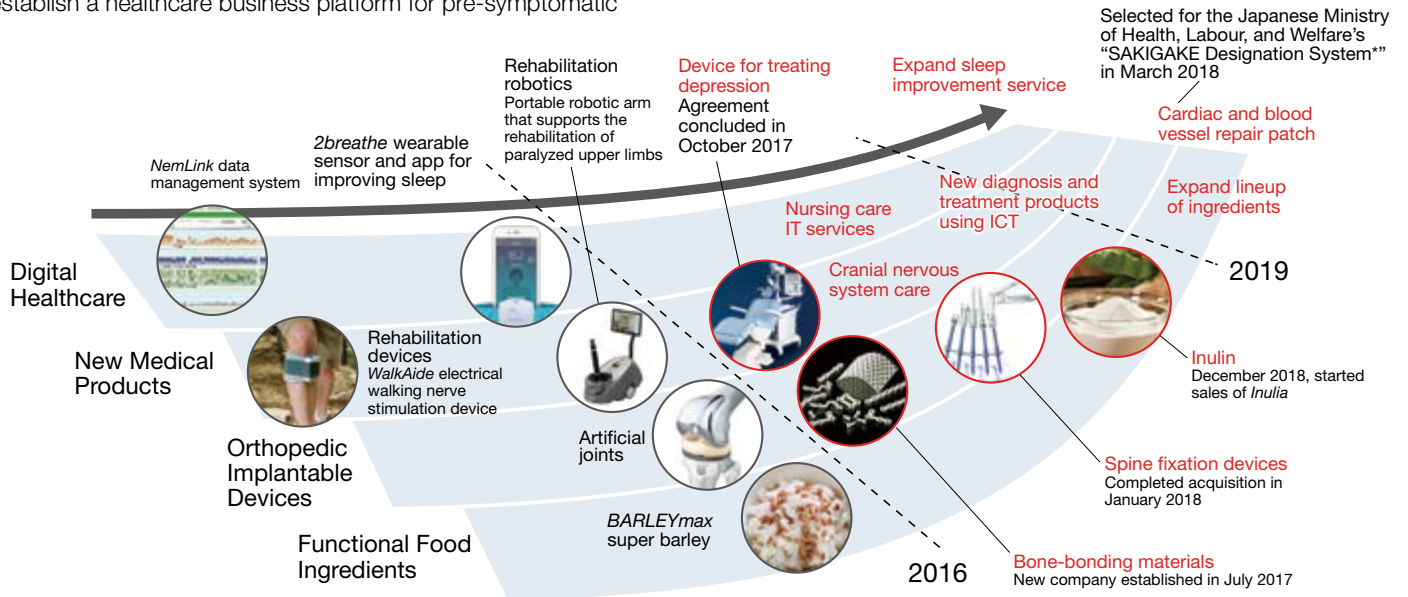 establish a healthcare business platform for pre-symptomatic
Selected for the Japanese Ministry
of Health, Labour, and Welfare's
"SAKIGAKE Designation System*"
in March 2018
Cardiac and blood
vessel repair patch
Expand sleep
improvement service
Device for treating
depression
Agreement
concluded in
October 2017
Rehabilitation
robotics
Portable robotic arm
that supports the
rehabilitation of
paralyzed upper limbs
2breathe wearable
sensor and app for
improving sleep
NemLink data
management system
New diagnosis and
treatment products
using ICT
Expand lineup
of ingredients
Nursing care
IT services
Cranial nervous
system care
2019
Digital
Healthcare
New Medical
Products
Rehabilitation
devices
WalkAide electrical
walking nerve
stimulation device
Inulin
December 2018, started
sales of Inulia
Orthopedic
Implantable
Devices
Artificial
joints
Spine fixation devices
Completed acquisition in
January 2018
Functional Food
Ingredients
BARLEYmax
super barley
2016
Bone-bonding materials
New company established in July 2017